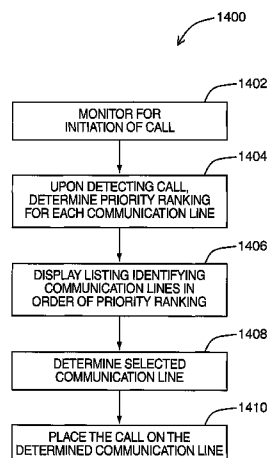 1400
1402
MONITOR FOR
INITIATION OF CALL
1404
UPON DETECTING CALL,
DETERMINE PRIORITY RANKING
FOR EACH COMMUNICATION LINE
1406
DISPLAY LISTING IDENTIFYING
COMMUNICATION LINES IN
ORDER OF PRIORITY RANKING
1408
DETERMINE SELECTED
COMMUNICATION LINE
1410
PLACE THE CALL ON THE
DETERMINED COMMUNICATION LINE